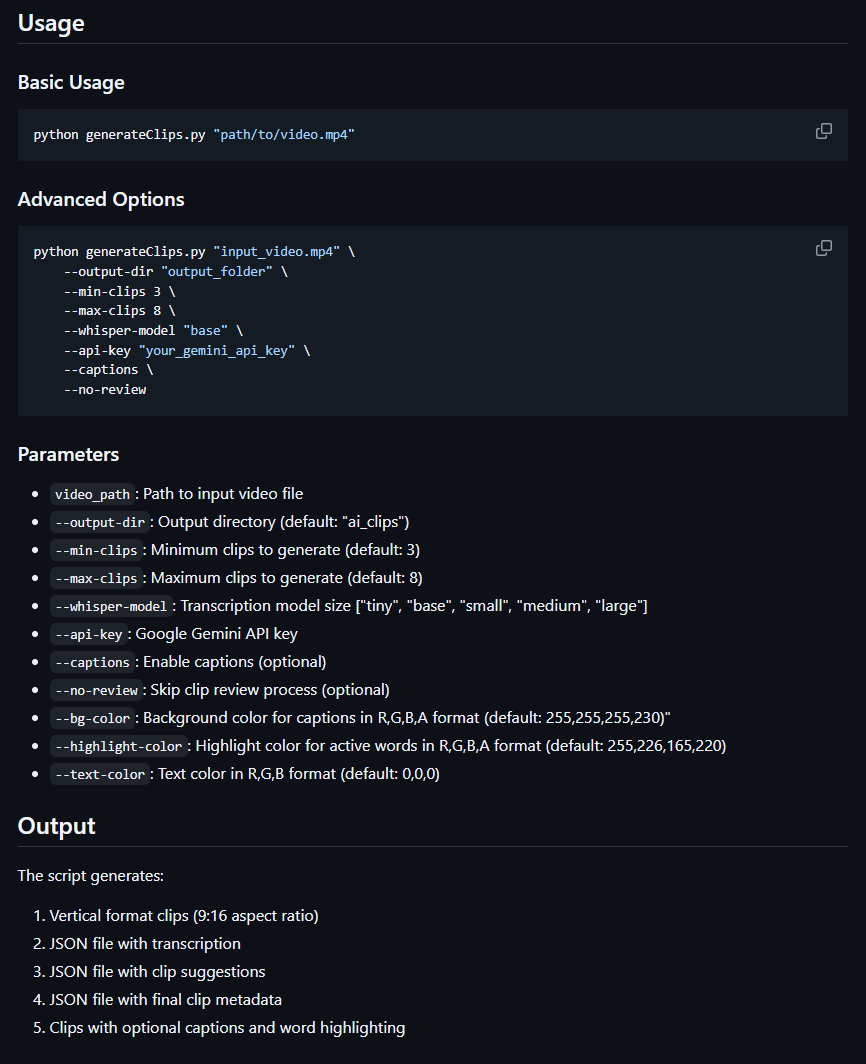 Usage
Basic Usage
python generateClips.py "path/to/video.mp4"
Advanced Options
python generateClips.py "input_video.mp4" \
--output-dir "output_folder" \
--min-clips 3 \
--max-clips 8 \
--whisper-model "base" \
--api-key "your_gemini_api_key" \
--captions \
--no-review
Parameters
video_path: Path to input video file
--output-dir: Output directory (default: "ai_clips")
--min-clips: Minimum clips to generate (default: 3)
--max-clips: Maximum clips to generate (default: 8)
--whisper-model: Transcription model size ["tiny", "base", "small", "medium", "large"]
--api-key: Google Gemini API key
--captions: Enable captions (optional)
--no-review: Skip clip review process (optional)
--bg-color: Background color for captions in R,G,B,A format (default: 255,255,255,230)"
--highlight-color: Highlight color for active words in R,G,B,A format (default: 255,226,165,220)
--text-color: Text color in R,G,B format (default: 0,0,0)
Output
The script generates:
1. Vertical format clips (9:16 aspect ratio)
2. JSON file with transcription
3. JSON file with clip suggestions
4. JSON file with final clip metadata
5. Clips with optional captions and word highlighting